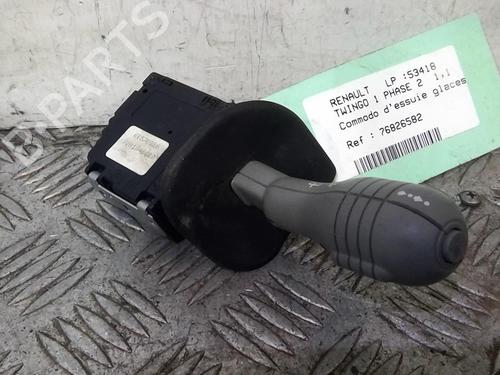 RENAULT LP :53418
TWINGO 1 PHASE 2 1,1
Commodo d'essuie glaces
Ref : 76826582
PARTS